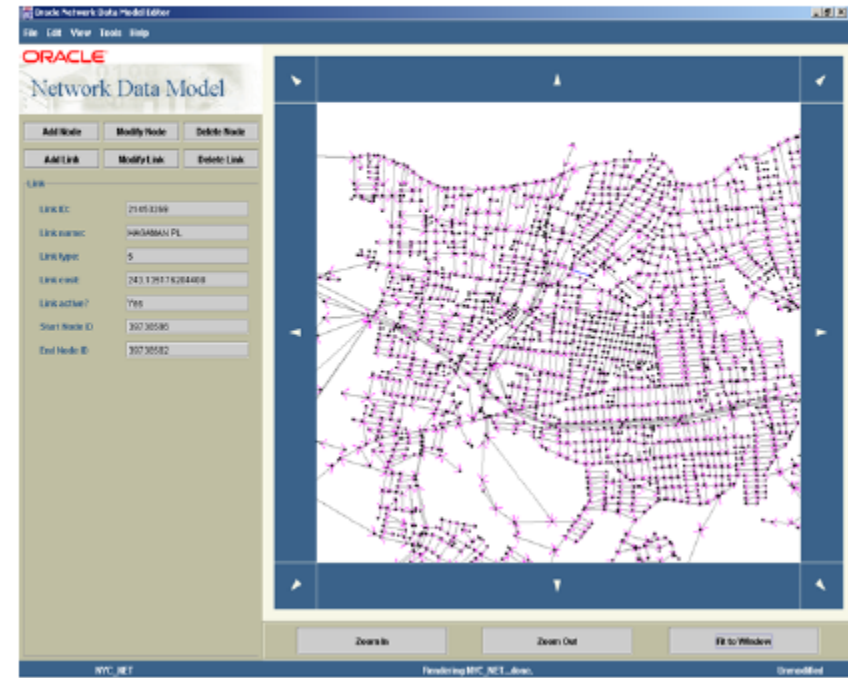 Oracle Network Data Model Editor
File Edit View Tools Help
ORACLE
Network Data Model
Add Node Modify Node Delete Node
Add Link Modify Link Delete Link
Link
Link ID:
Link name: HAGAMAN PL
Link type: 5
Link cost: 243.139176204408
Link active? Yes
Start Node ID
End Node ID
Zoom In Zoom Out Fit to Window
NYC_NET Rendering NYC_NET...done. Unmodified